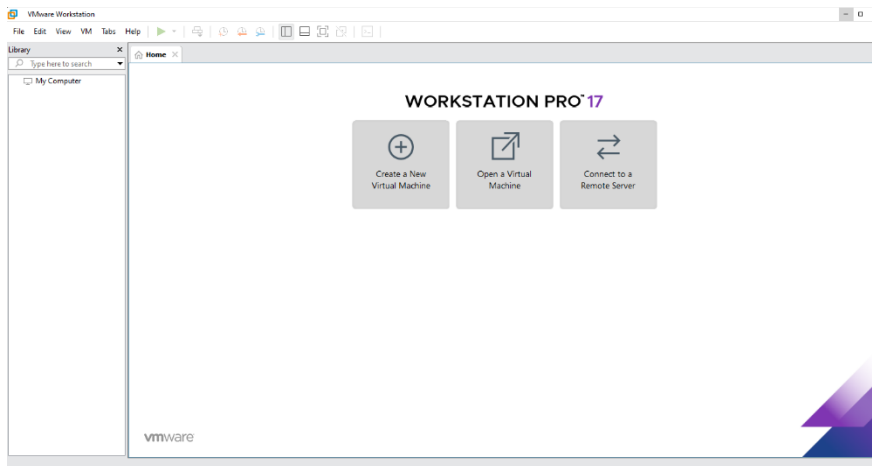 VMware Workstation
File Edit View VM Tabs Help
Library
Type here to search
My Computer
Home
WORKSTATION PRO™ 17
Create a New
Virtual Machine
Open a Virtual
Machine
Connect to a
Remote Server
vmware